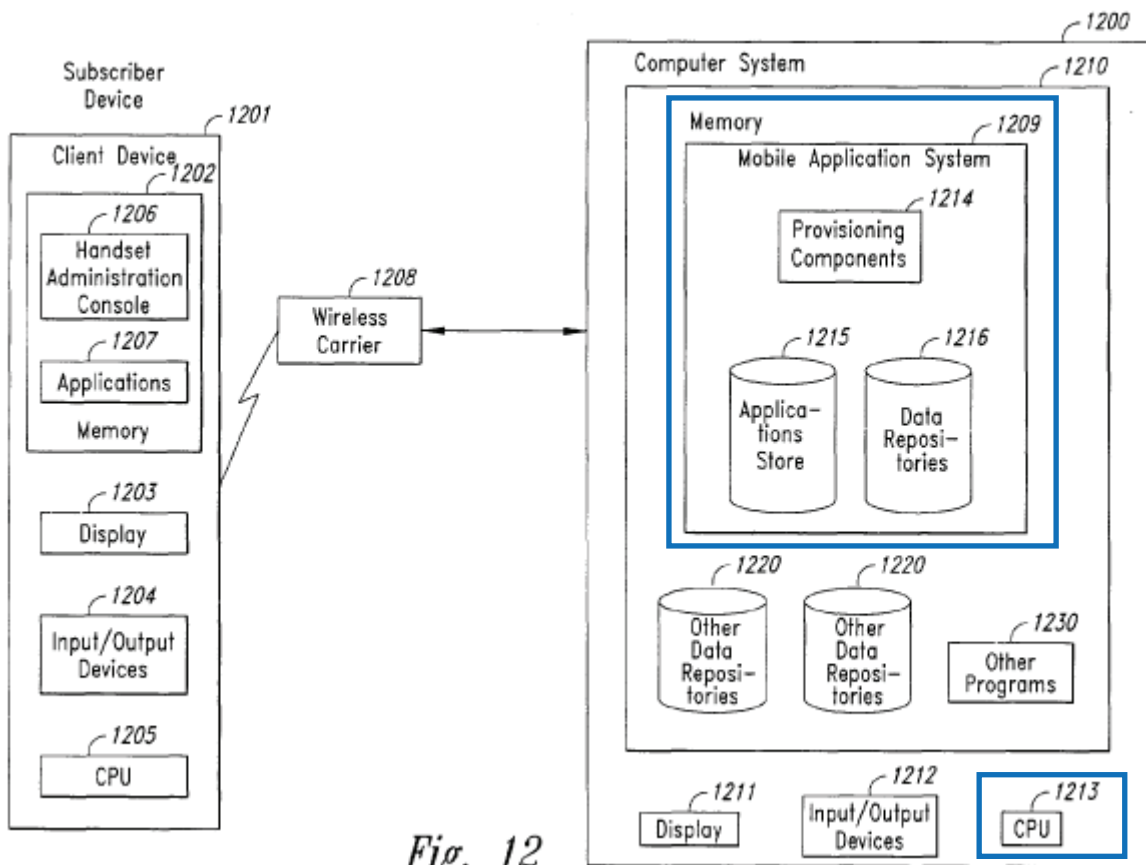 Subscriber
Device
1201
Client Device
1202
1206
Handset
Administration
Console
1207
Applications
Memory
1203
Display
1204
Input/Output
Devices
1205
CPU
1208
Wireless
Carrier
1200
Computer System
1210
Memory
1209
Mobile Application System
1214
Provisioning
Components
1215
Applica-
tions
Store
1216
Data
Reposi-
tories
1220
Other
Data
Reposi-
tories
1220
Other
Data
Reposi-
tories
1230
Other
Programs
1211
Display
1212
Input/Output
Devices
1213
CPU
Fig. 12